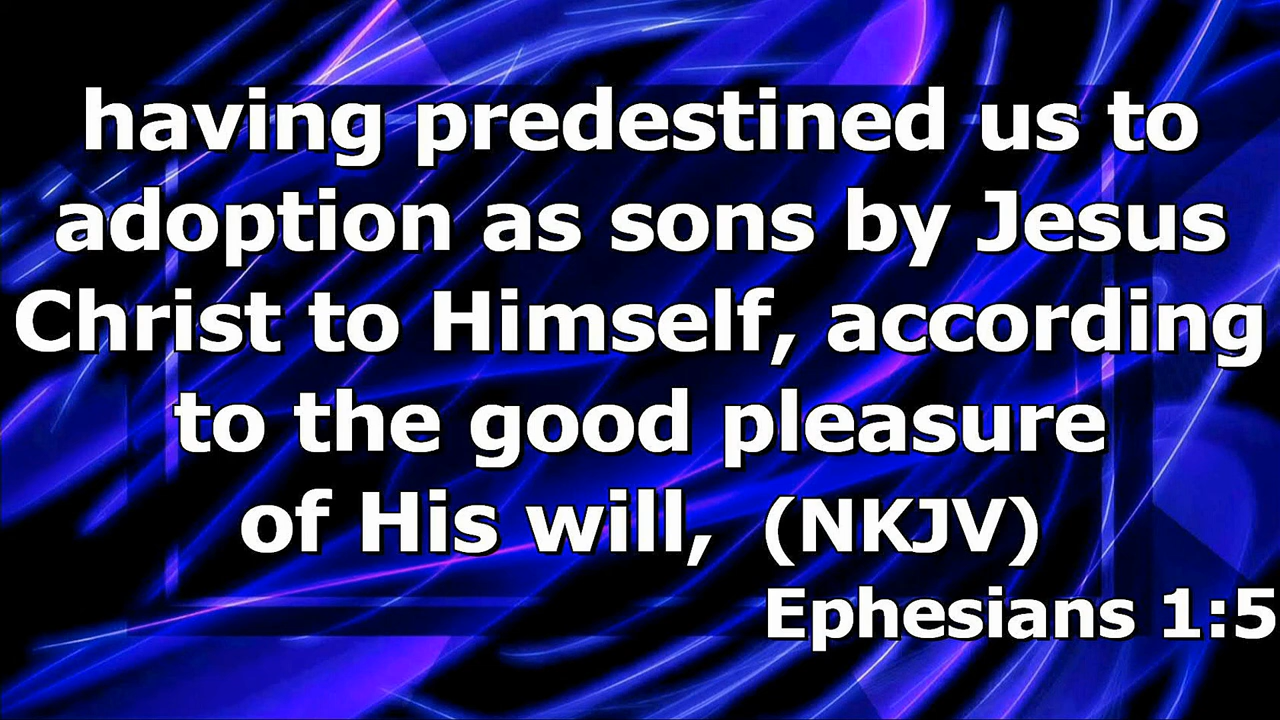 having predestined us to
adoption as sons by Jesus
Christ to Himself, according
to the good pleasure
of His will, (NKJV)
Ephesians 1:5